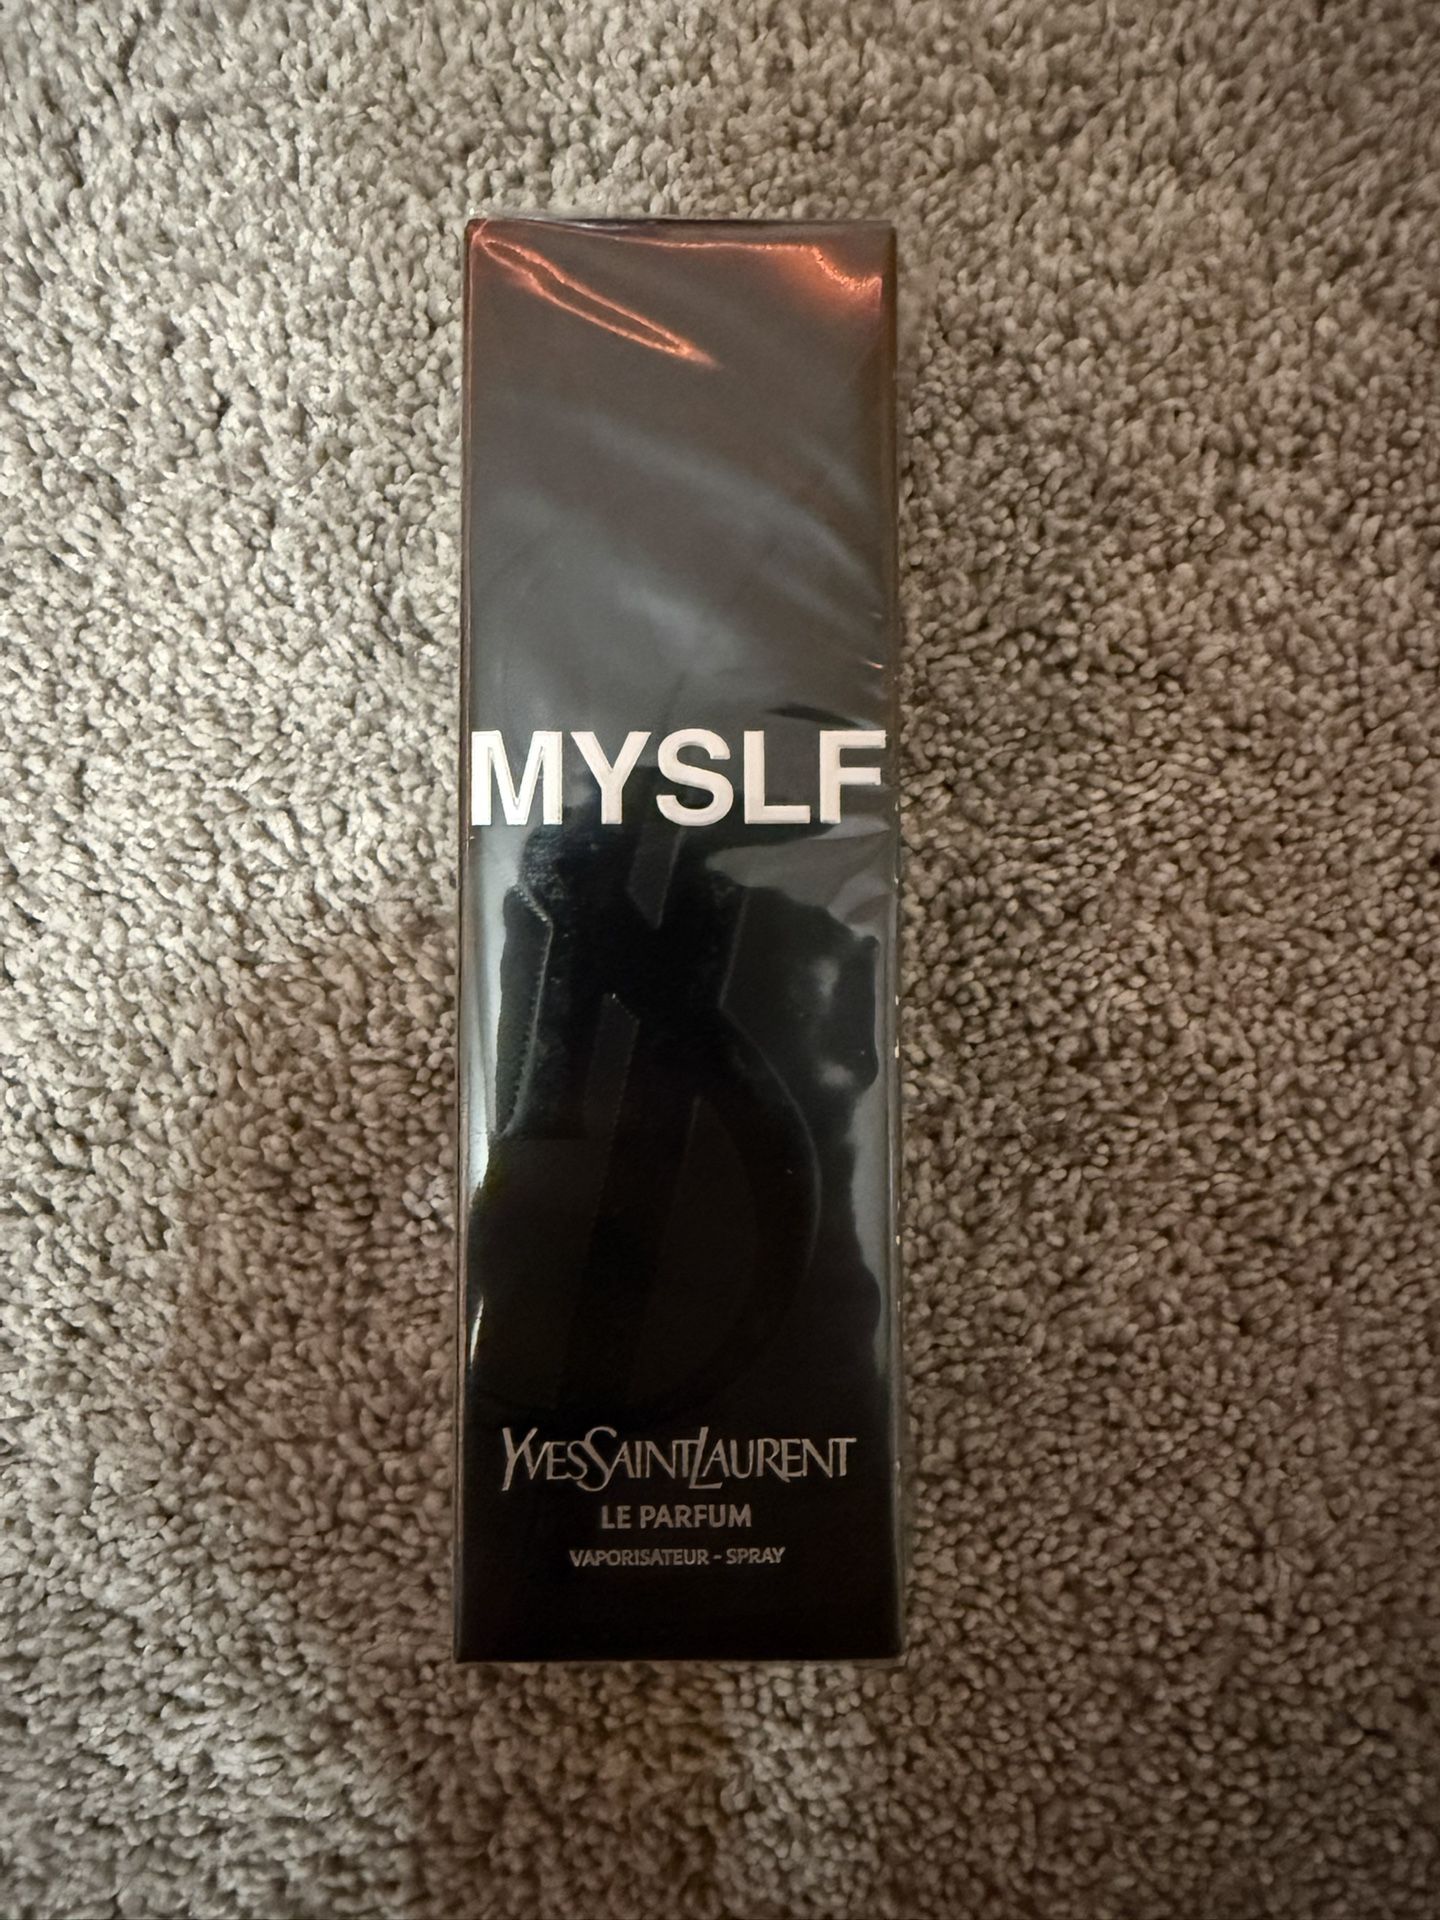 MYSLF
YVESSAINTLAURENT
LE PARFUM
VAPORISATEUR - SPRAY